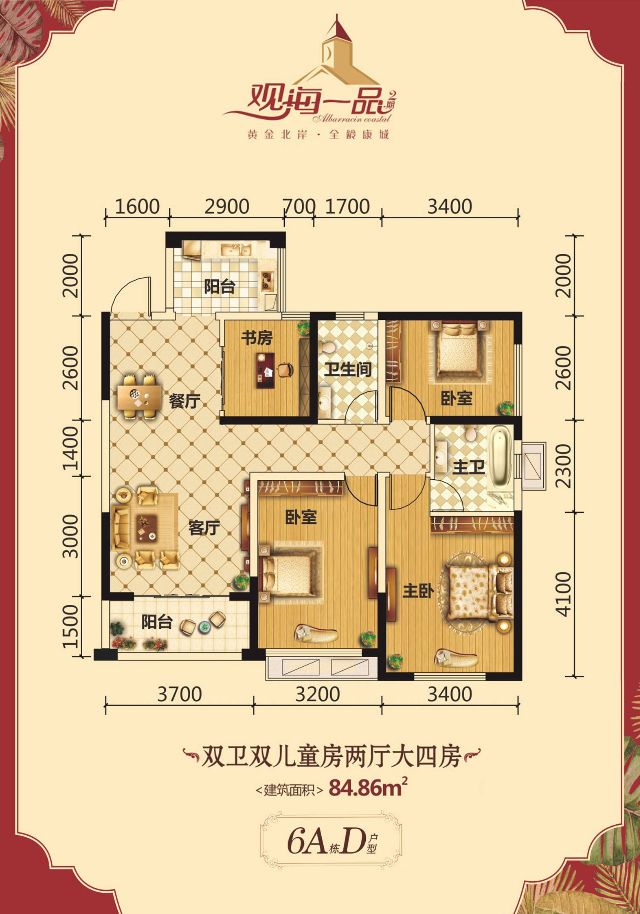 观海一品2期
Albarracin coastal
黄金北岸·全龄康城
1600 2900 700 1700 3400
2000
2000
阳台
2600
书房
卫生间
卧室
2600
餐厅
1400
主卫
2300
卧室
客厅
3000
主卧
4100
阳台
1500
3700 3200 3400
双卫双儿童房两厅大四房
<建筑面积>84.86m²
6A栋D户型